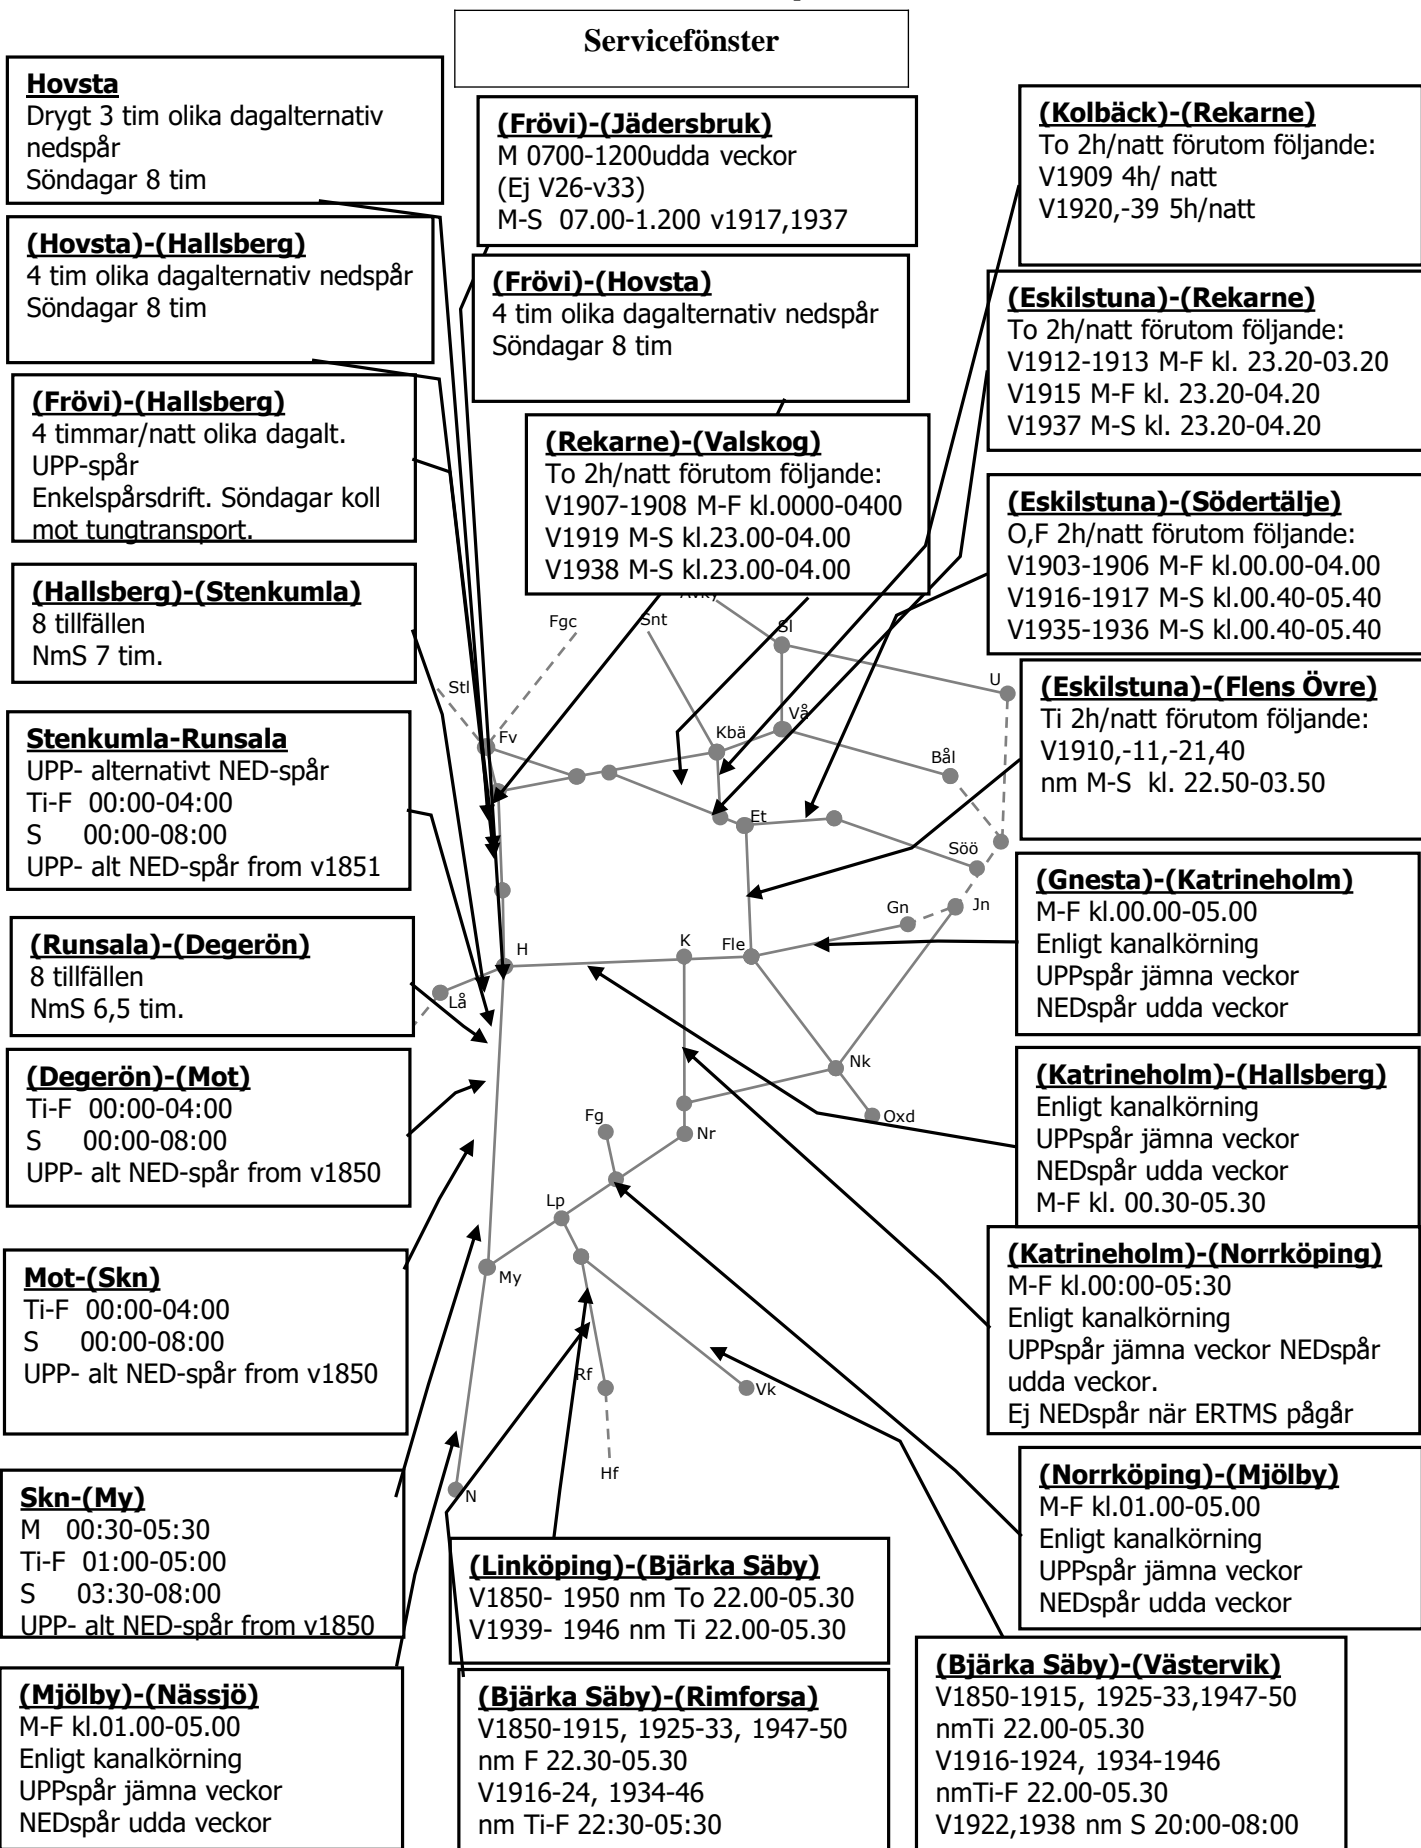 Servicefönster
Hovsta
Drygt 3 tim olika dagalternativ
nedspår
Söndagar 8 tim
(Hovsta)-(Hallsberg)
4 tim olika dagalternativ nedspår
Söndagar 8 tim
(Frövi)-(Hallsberg)
4 timmar/natt olika dagalt.
UPP-spår
Enkelspårsdrift. Söndagar koll
mot tungtransport.
(Hallsberg)-(Stenkumla)
8 tillfällen
NmS 7 tim.
Stenkumla-Runsala
UPP- alternativt NED-spår
Ti-F 00:00-04:00
S 00:00-08:00
UPP- alt NED-spår from v1851
(Runsala)-(Degerön)
8 tillfällen
NmS 6,5 tim.
(Degerön)-(Mot)
Ti-F 00:00-04:00
S 00:00-08:00
UPP- alt NED-spår from v1850
Mot-(Skn)
Ti-F 00:00-04:00
S 00:00-08:00
UPP- alt NED-spår from v1850
Skn-(My)
M 00:30-05:30
Ti-F 01:00-05:00
S 03:30-08:00
UPP- alt NED-spår from v1850
(Mjölby)-(Nässjö)
M-F kl.01.00-05.00
Enligt kanalkörning
UPPspår jämna veckor
NEDspår udda veckor
(Frövi)-(Jädersbruk)
M 0700-1200udda veckor
(Ej V26-v33)
M-S 07.00-1.200 v1917,1937
(Frövi)-(Hovsta)
4 tim olika dagalternativ nedspår
Söndagar 8 tim
(Rekarne)-(Valskog)
To 2h/natt förutom följande:
V1907-1908 M-F kl.0000-0400
V1919 M-S kl.23.00-04.00
V1938 M-S kl.23.00-04.00
Fgc
Snt
Sl
Stl
U
Fv
Kbä
Vå
Bål
Et
Söö
Gn
Jn
H
K
Fle
Lå
Nk
Fg
Nr
Oxd
Lp
My
Rf
Vk
Hf
N
(Linköping)-(Bjärka Säby)
V1850- 1950 nm To 22.00-05.30
V1939- 1946 nm Ti 22.00-05.30
(Bjärka Säby)-(Rimforsa)
V1850-1915, 1925-33, 1947-50
nm F 22.30-05.30
V1916-24, 1934-46
nm Ti-F 22:30-05:30
(Kolbäck)-(Rekarne)
To 2h/natt förutom följande:
V1909 4h/ natt
V1920,-39 5h/natt
(Eskilstuna)-(Rekarne)
To 2h/natt förutom följande:
V1912-1913 M-F kl. 23.20-03.20
V1915 M-F kl. 23.20-04.20
V1937 M-S kl. 23.20-04.20
(Eskilstuna)-(Södertälje)
O,F 2h/natt förutom följande:
V1903-1906 M-F kl.00.00-04.00
V1916-1917 M-S kl.00.40-05.40
V1935-1936 M-S kl.00.40-05.40
(Eskilstuna)-(Flens Övre)
Ti 2h/natt förutom följande:
V1910,-11,-21,40
nm M-S kl. 22.50-03.50
(Gnesta)-(Katrineholm)
M-F kl.00.00-05.00
Enligt kanalkörning
UPPspår jämna veckor
NEDspår udda veckor
(Katrineholm)-(Hallsberg)
Enligt kanalkörning
UPPspår jämna veckor
NEDspår udda veckor
M-F kl. 00.30-05.30
(Katrineholm)-(Norrköping)
M-F kl.00:00-05:30
Enligt kanalkörning
UPPspår jämna veckor NEDspår
udda veckor.
Ej NEDspår när ERTMS pågår
(Norrköping)-(Mjölby)
M-F kl.01.00-05.00
Enligt kanalkörning
UPPspår jämna veckor
NEDspår udda veckor
(Bjärka Säby)-(Västervik)
V1850-1915, 1925-33,1947-50
nmTi 22.00-05.30
V1916-1924, 1934-1946
nmTi-F 22.00-05.30
V1922,1938 nm S 20:00-08:00